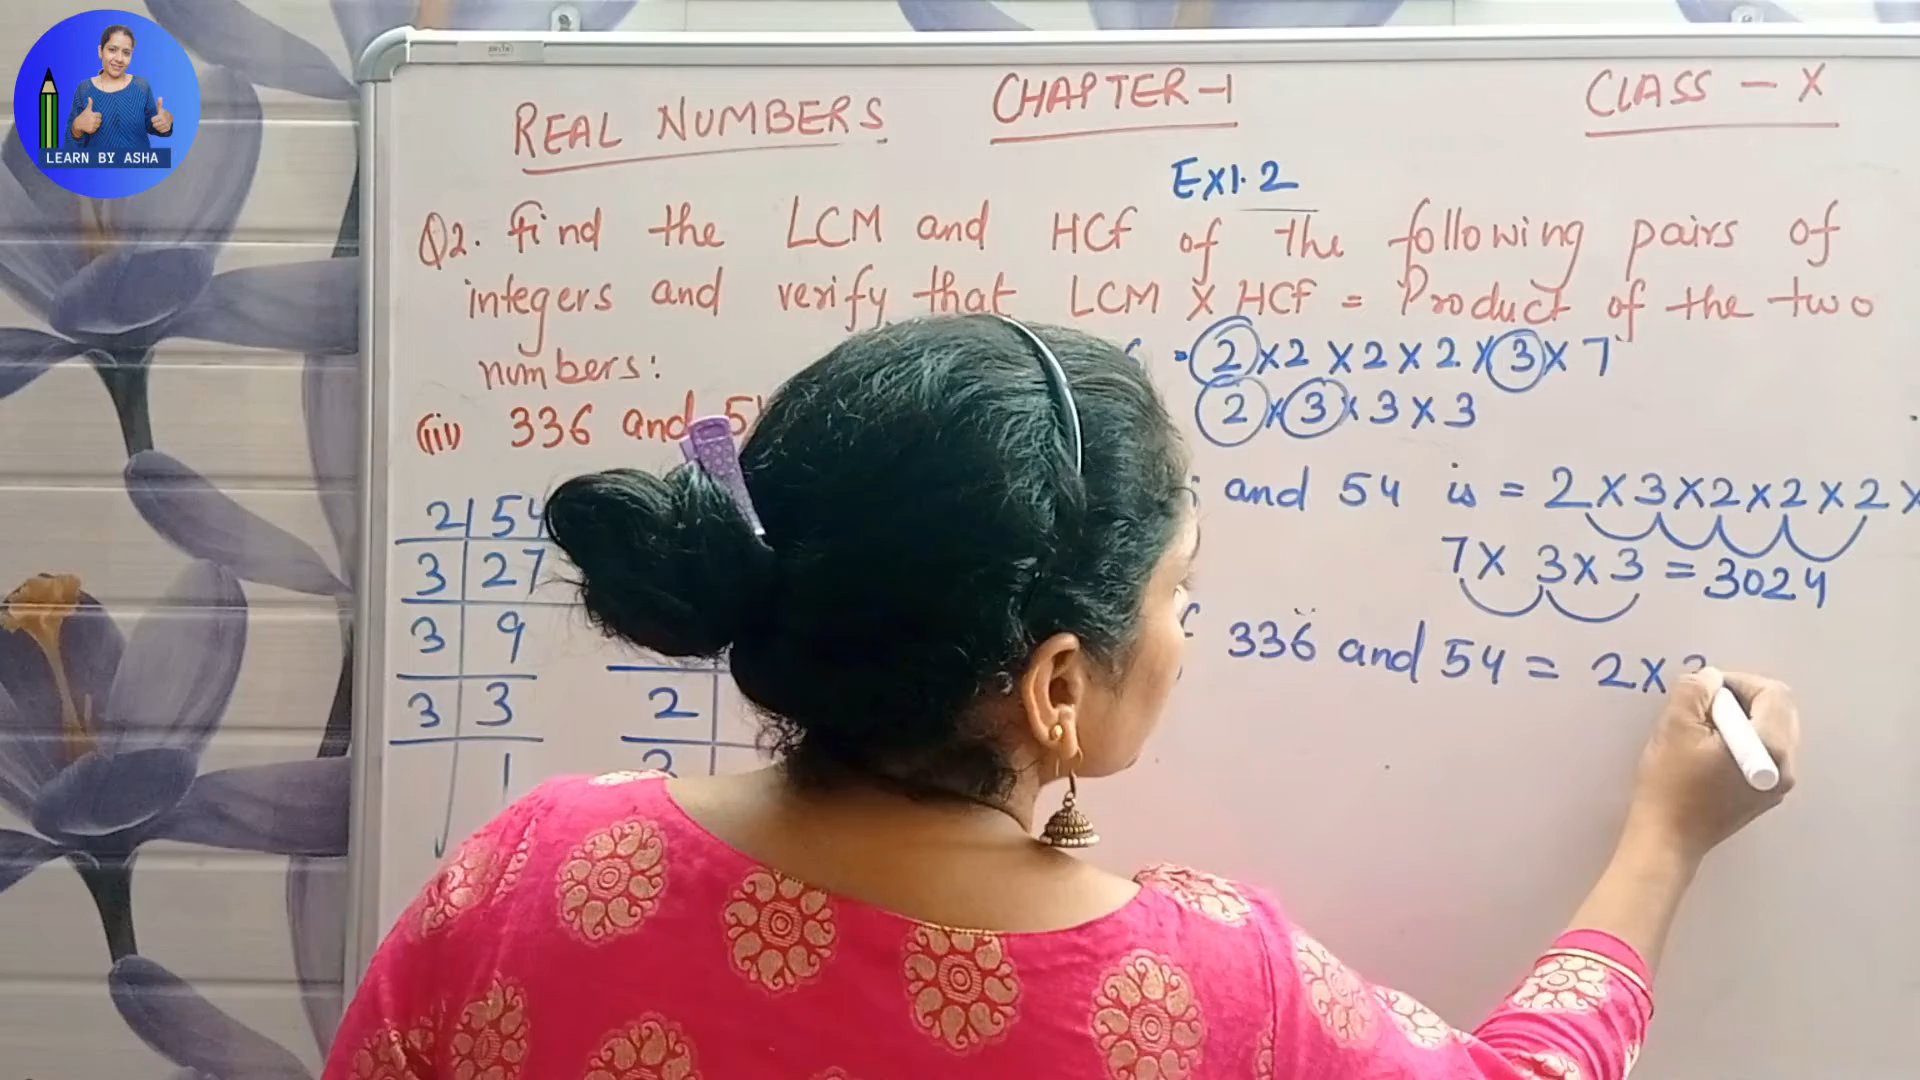 LEARN BY ASHA
REAL NUMBERS CHAPTER-1 CLASS - X
Ex1.2
Q2. Find the LCM and HCF of the following pairs of
integers and verify that LCM X HCF = Product of the two
numbers:
(iii) 336 and
= 2 × 2 × 2 × 2 × 3 × 7
2 × 3 × 3 × 3
and 54 is = 2 × 3 × 2 × 2 × 2 ×
7 × 3 × 3 = 3024
336 and 54 = 2 ×
2 54
3 27
3 9
3 3
1
2